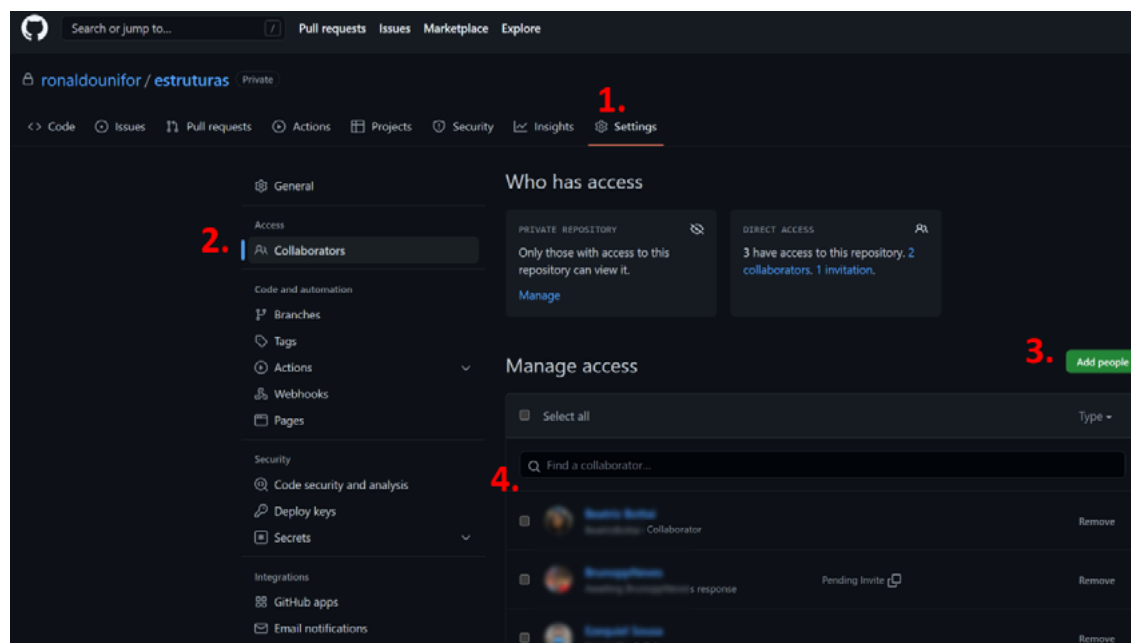 Search or jump to... / Pull requests Issues Marketplace Explore
ronaldounifor / estruturas Private
1.
<> Code Issues Pull requests Actions Projects Security Insights Settings
General
Access
2. Collaborators
Code and automation
Branches
Tags
Actions
Webhooks
Pages
Security
Code security and analysis
Deploy keys
Secrets
Integrations
GitHub apps
Email notifications
Who has access
PRIVATE REPOSITORY
Only those with access to this
repository can view it.
Manage
DIRECT ACCESS
3 have access to this repository. 2
collaborators. 1 invitation.
Manage access
3. Add people
Select all Type
Find a collaborator...
4.
Collaborator Remove
s response Pending Invite Remove
Remove